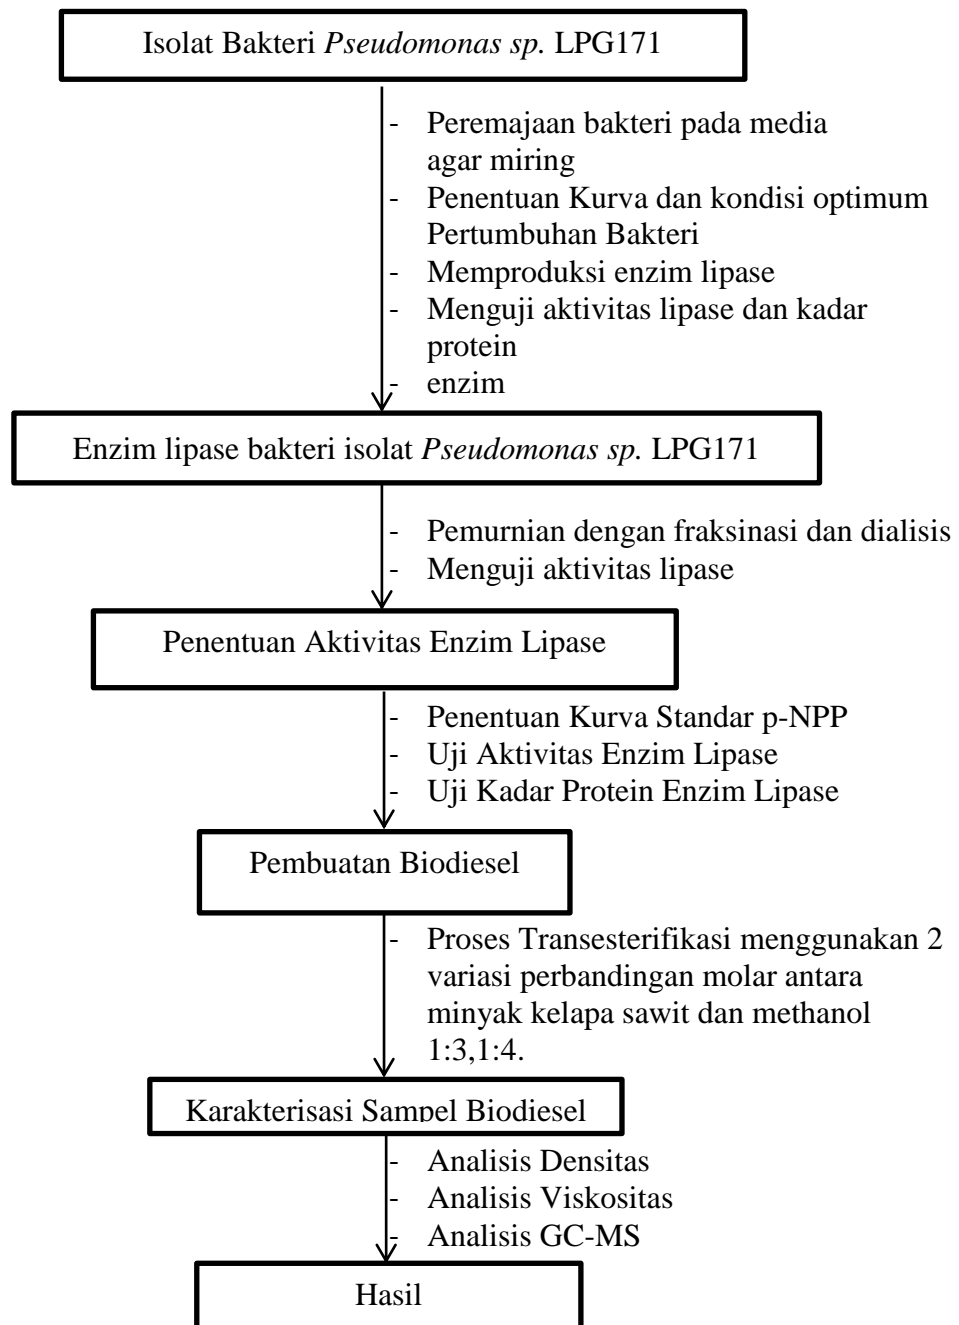 Isolat Bakteri Pseudomonas sp. LPG171
- Peremajaan bakteri pada media
agar miring
- Penentuan Kurva dan kondisi optimum
Pertumbuhan Bakteri
- Memproduksi enzim lipase
- Menguji aktivitas lipase dan kadar
protein
- enzim
Enzim lipase bakteri isolat Pseudomonas sp. LPG171
- Pemurnian dengan fraksinasi dan dialisis
- Menguji aktivitas lipase
Penentuan Aktivitas Enzim Lipase
- Penentuan Kurva Standar p-NPP
- Uji Aktivitas Enzim Lipase
- Uji Kadar Protein Enzim Lipase
Pembuatan Biodiesel
- Proses Transesterifikasi menggunakan 2
variasi perbandingan molar antara
minyak kelapa sawit dan methanol
1:3,1:4.
Karakterisasi Sampel Biodiesel
- Analisis Densitas
- Analisis Viskositas
- Analisis GC-MS
Hasil